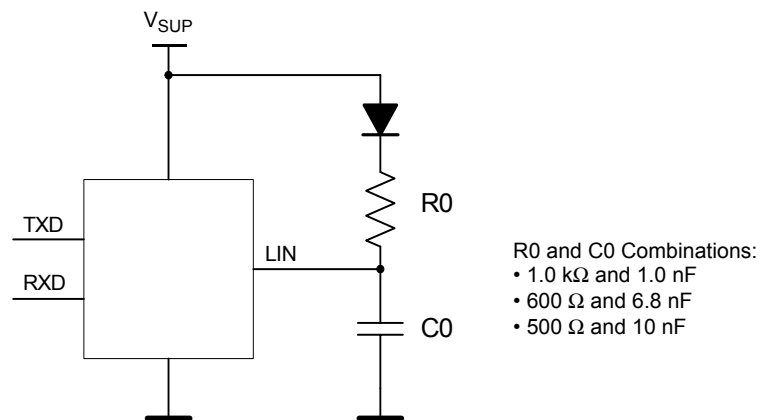 VSUP
TXD
RXD
LIN
R0
C0
R0 and C0 Combinations:
• 1.0 kΩ and 1.0 nF
• 600 Ω and 6.8 nF
• 500 Ω and 10 nF